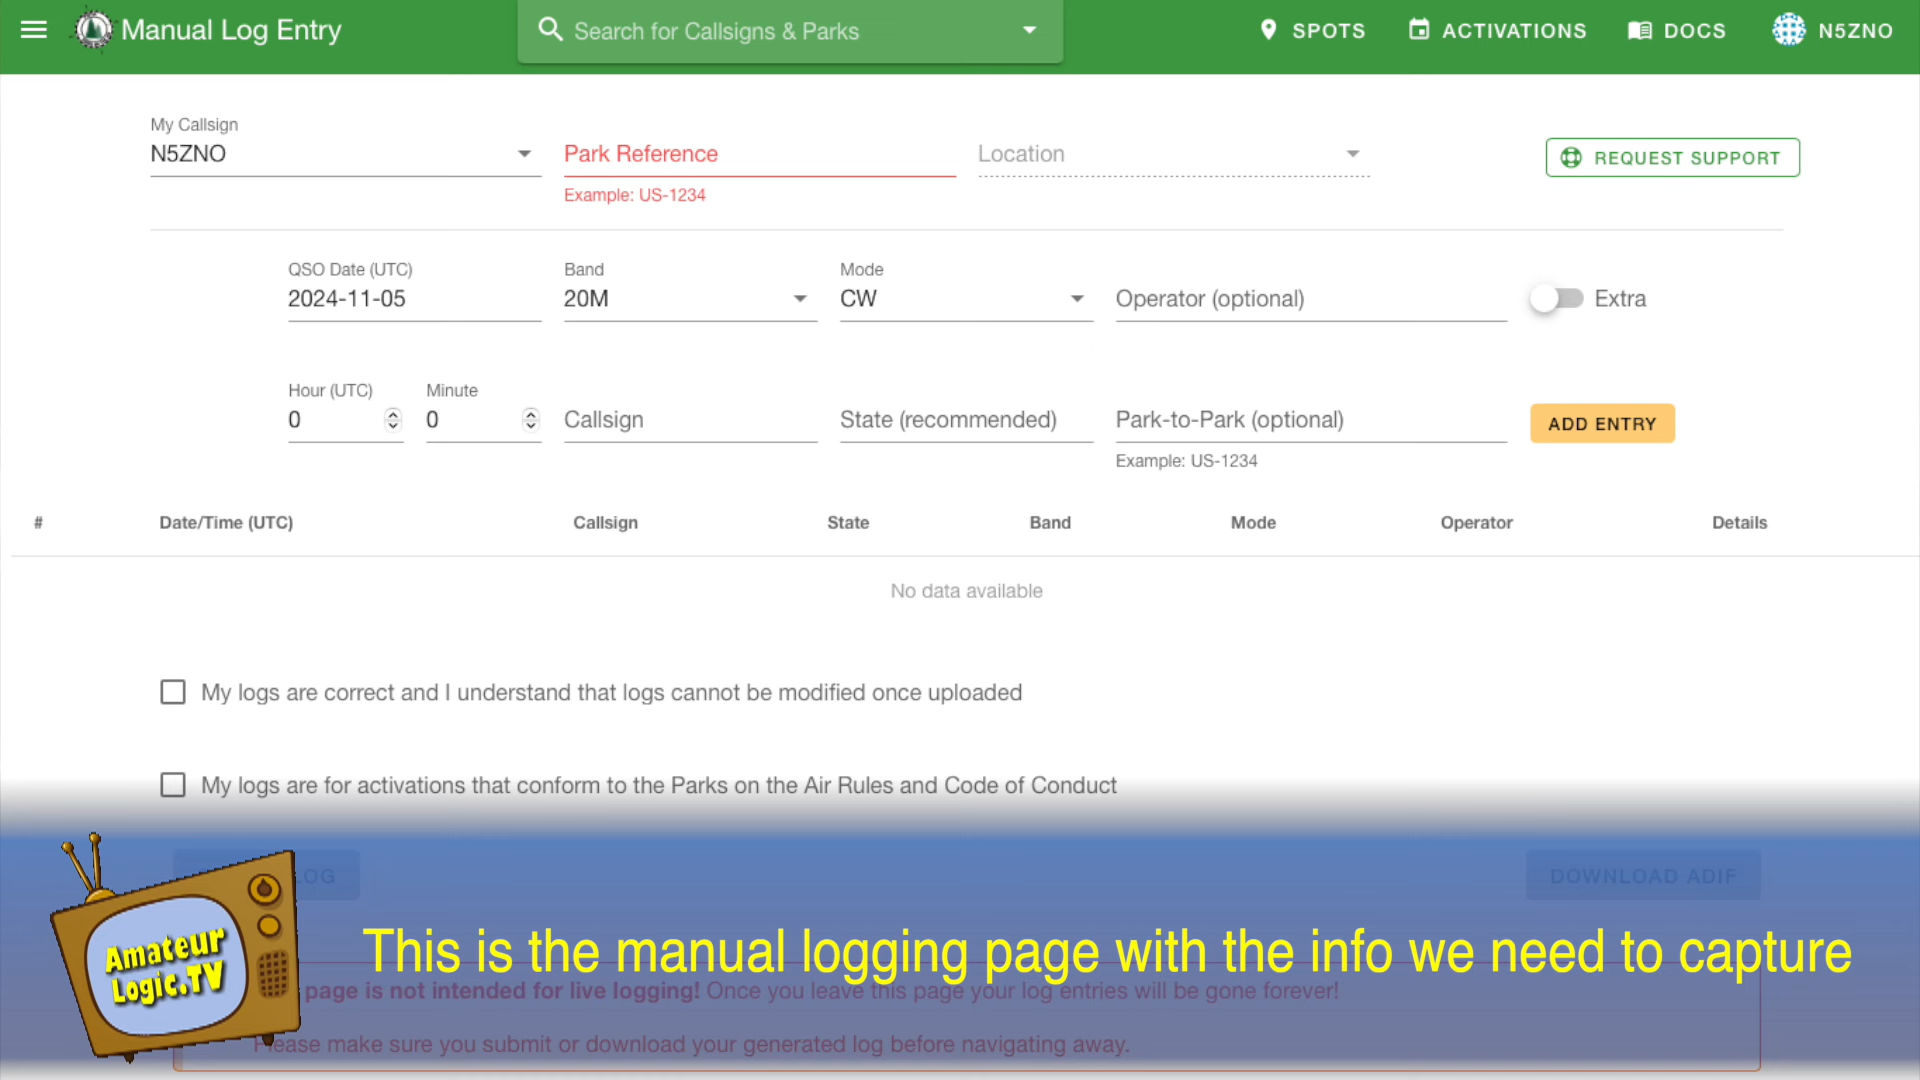 Manual Log Entry
Search for Callsigns & Parks
SPOTS
ACTIVATIONS
DOCS
N5ZNO
My Callsign
N5ZNO
Park Reference
Example: US-1234
Location
REQUEST SUPPORT
QSO Date (UTC)
2024-11-05
Band
20M
Mode
CW
Operator (optional)
Extra
Hour (UTC)
0
Minute
0
Callsign
State (recommended)
Park-to-Park (optional)
Example: US-1234
ADD ENTRY
# Date/Time (UTC) Callsign State Band Mode Operator Details
No data available
My logs are correct and I understand that logs cannot be modified once uploaded
My logs are for activations that conform to the Parks on the Air Rules and Code of Conduct
DOWNLOAD ADIF
Amateur
Logic.TV
This is the manual logging page with the info we need to capture
page is not intended for live logging! Once you leave this page your log entries will be gone forever!
Please make sure you submit or download your generated log before navigating away.